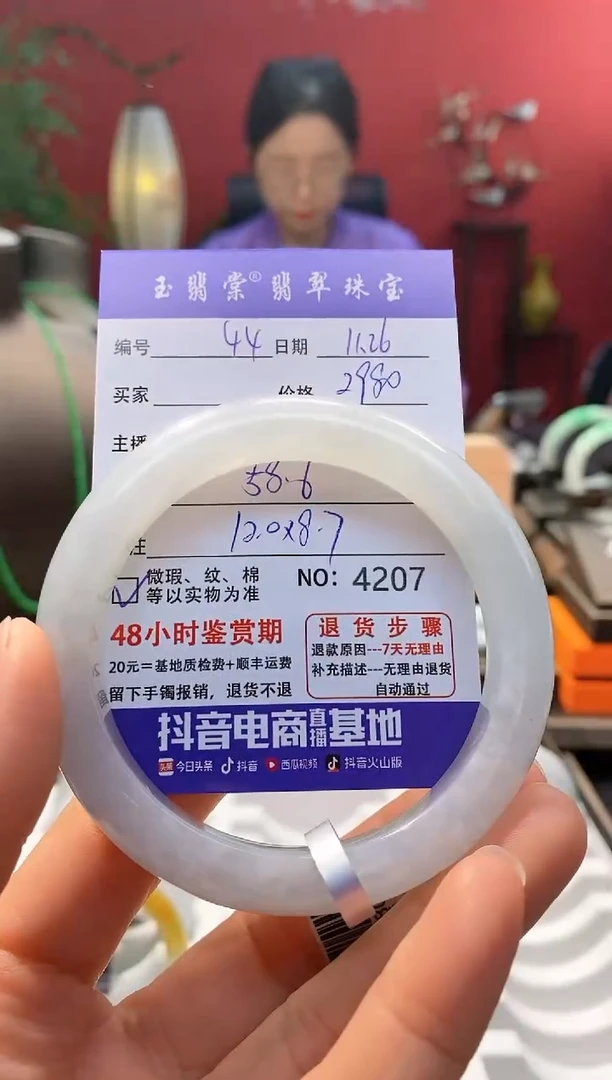 玉翡棠®翡翠珠宝
编号 44 日期 11.26
买家 价格 2980
主播
58.6
注 12.0x8.7
微瑕、纹、棉
等以实物为准
NO: 4207
48小时鉴赏期
20元=基地质检费+顺丰运费
留下手镯报销，退货不退
退货步骤
退款原因---7天无理由
补充描述---无理由退货
自动通过
抖音电商直播基地
头条 今日头条 抖音 西瓜视频 抖音火山版